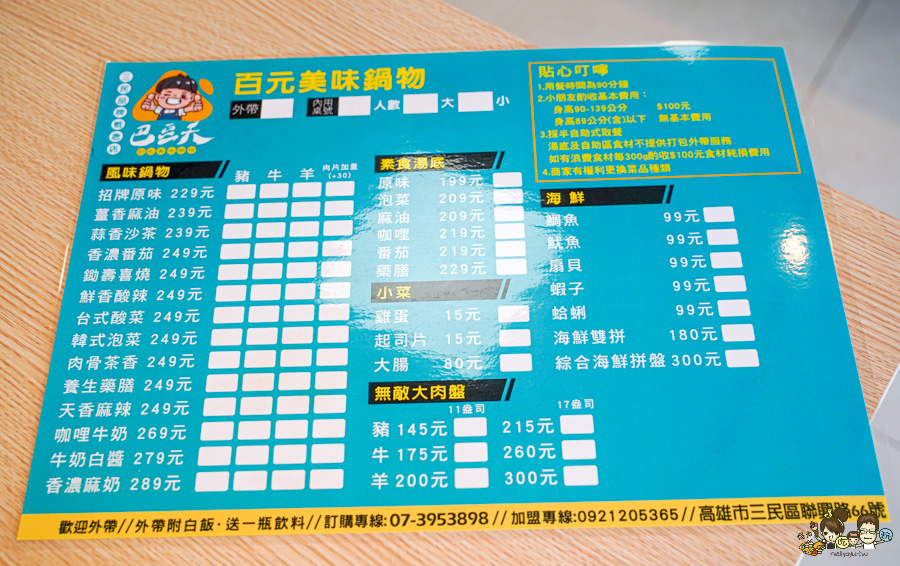 百元美味鍋物
外帶 內用桌號 人數 大 小
巴豆夭
貼心叮嚀
1.用餐時間為90分鐘
2.小朋友酌收基本費用：
身高90-139公分 $100元
身高89公分(含)以下 無基本費用
3.採半自助式取餐
湯底及自助區食材不提供打包外帶服務
如有浪費食材每300g酌收$100元食材耗損費用
4.商家有權利更換菜品種類
風味鍋物 豬 牛 羊 肉片加量(+30)
招牌原味 229元
薑香麻油 239元
蒜香沙茶 239元
香濃番茄 249元
鋤壽喜燒 249元
鮮香酸辣 249元
台式酸菜 249元
韓式泡菜 249元
肉骨茶香 249元
養生藥膳 249元
天香麻辣 249元
咖哩牛奶 269元
牛奶白醬 279元
香濃麻奶 289元
素食湯底
原味 199元
泡菜 209元
麻油 209元
咖哩 219元
番茄 219元
藥膳 229元
小菜
雞蛋 15元
起司片 15元
大腸 80元
無敵大肉盤
11盎司 17盎司
豬 145元 215元
牛 175元 260元
羊 200元 300元
海鮮
鯛魚 99元
魷魚 99元
扇貝 99元
蝦子 99元
蛤蜊 99元
海鮮雙拼 180元
綜合海鮮拼盤 300元
歡迎外帶//外帶附白飯·送一瓶飲料//訂購專線:07-3953898//加盟專線:0921205365//高雄市三民區聯興路66號